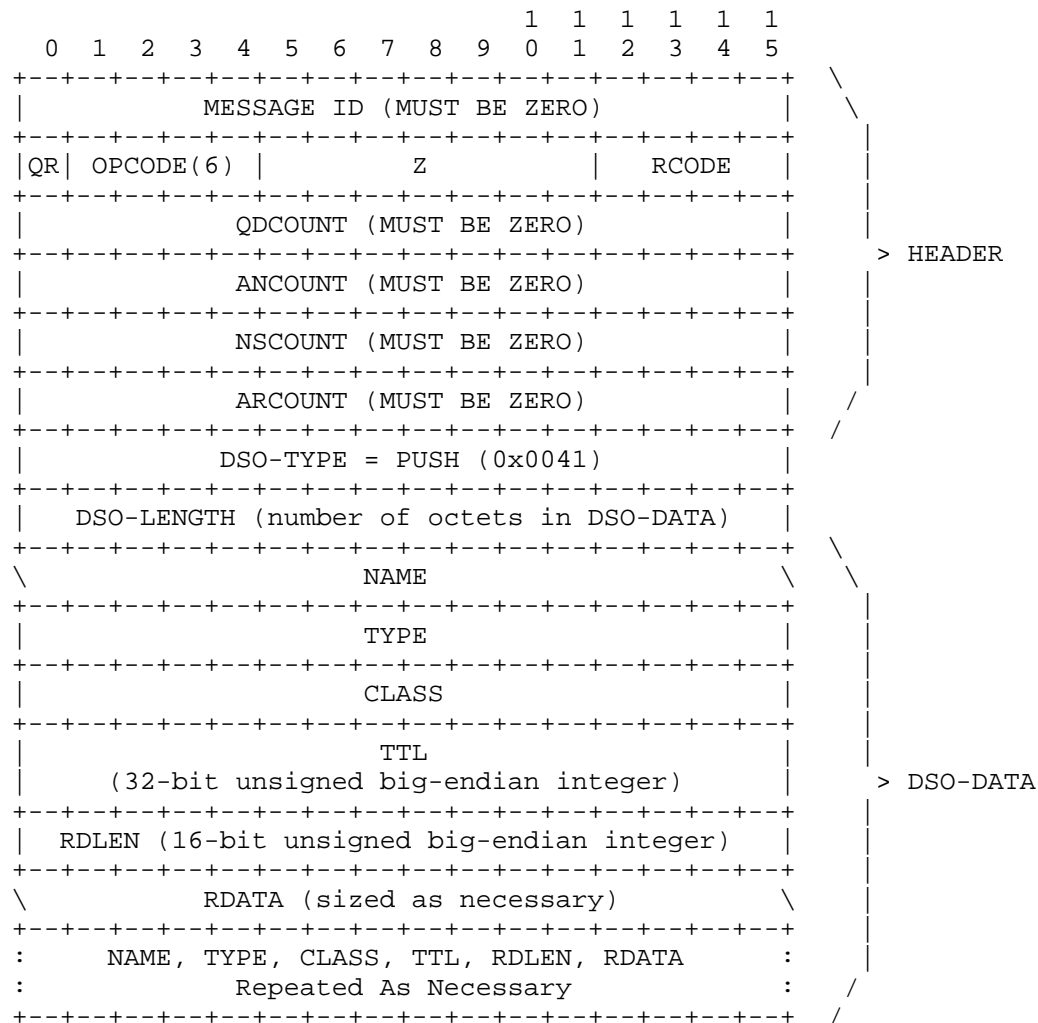 1  1  1  1  1  1
   0  1  2  3  4  5  6  7  8  9  0  1  2  3  4  5
 +--+--+--+--+--+--+--+--+--+--+--+--+--+--+--+--+  \
 |           MESSAGE ID (MUST BE ZERO)           |   \
 +--+--+--+--+--+--+--+--+--+--+--+--+--+--+--+--+    |
 |QR| OPCODE(6) |         Z          |   RCODE   |    |
 +--+--+--+--+--+--+--+--+--+--+--+--+--+--+--+--+    |
 |             QDCOUNT (MUST BE ZERO)            |    |
 +--+--+--+--+--+--+--+--+--+--+--+--+--+--+--+--+     > HEADER
 |             ANCOUNT (MUST BE ZERO)            |    |
 +--+--+--+--+--+--+--+--+--+--+--+--+--+--+--+--+    |
 |             NSCOUNT (MUST BE ZERO)            |    |
 +--+--+--+--+--+--+--+--+--+--+--+--+--+--+--+--+    |
 |             ARCOUNT (MUST BE ZERO)            |   /
 +--+--+--+--+--+--+--+--+--+--+--+--+--+--+--+--+  /
 |            DSO-TYPE = PUSH (0x0041)           |
 +--+--+--+--+--+--+--+--+--+--+--+--+--+--+--+--+
 |   DSO-LENGTH (number of octets in DSO-DATA)   |
 +--+--+--+--+--+--+--+--+--+--+--+--+--+--+--+--+  \
 \                     NAME                      \   \
 +--+--+--+--+--+--+--+--+--+--+--+--+--+--+--+--+    |
 |                     TYPE                      |    |
 +--+--+--+--+--+--+--+--+--+--+--+--+--+--+--+--+    |
 |                     CLASS                     |    |
 +--+--+--+--+--+--+--+--+--+--+--+--+--+--+--+--+    |
 |                      TTL                      |    |
 |     (32-bit unsigned big-endian integer)      |     > DSO-DATA
 +--+--+--+--+--+--+--+--+--+--+--+--+--+--+--+--+    |
 |  RDLEN (16-bit unsigned big-endian integer)   |    |
 +--+--+--+--+--+--+--+--+--+--+--+--+--+--+--+--+    |
 \           RDATA (sized as necessary)          \    |
 +--+--+--+--+--+--+--+--+--+--+--+--+--+--+--+--+    |
 :     NAME, TYPE, CLASS, TTL, RDLEN, RDATA      :    |
 :             Repeated As Necessary             :   /
 +--+--+--+--+--+--+--+--+--+--+--+--+--+--+--+--+  /